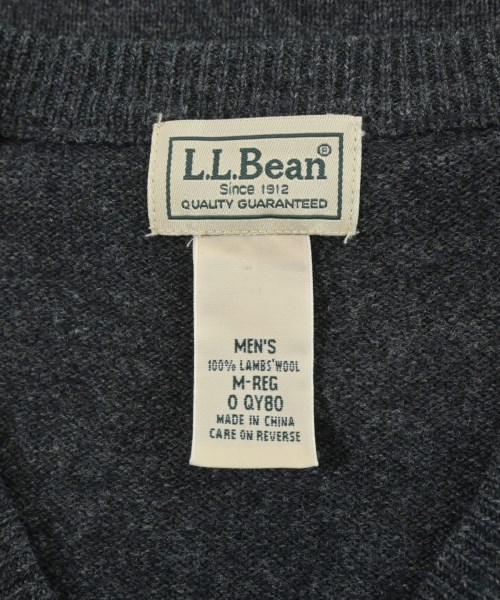 L.L.Bean®
Since 1912
QUALITY GUARANTEED
MEN'S
100% LAMBS' WOOL
M-REG
0 QY80
MADE IN CHINA
CARE ON REVERSE